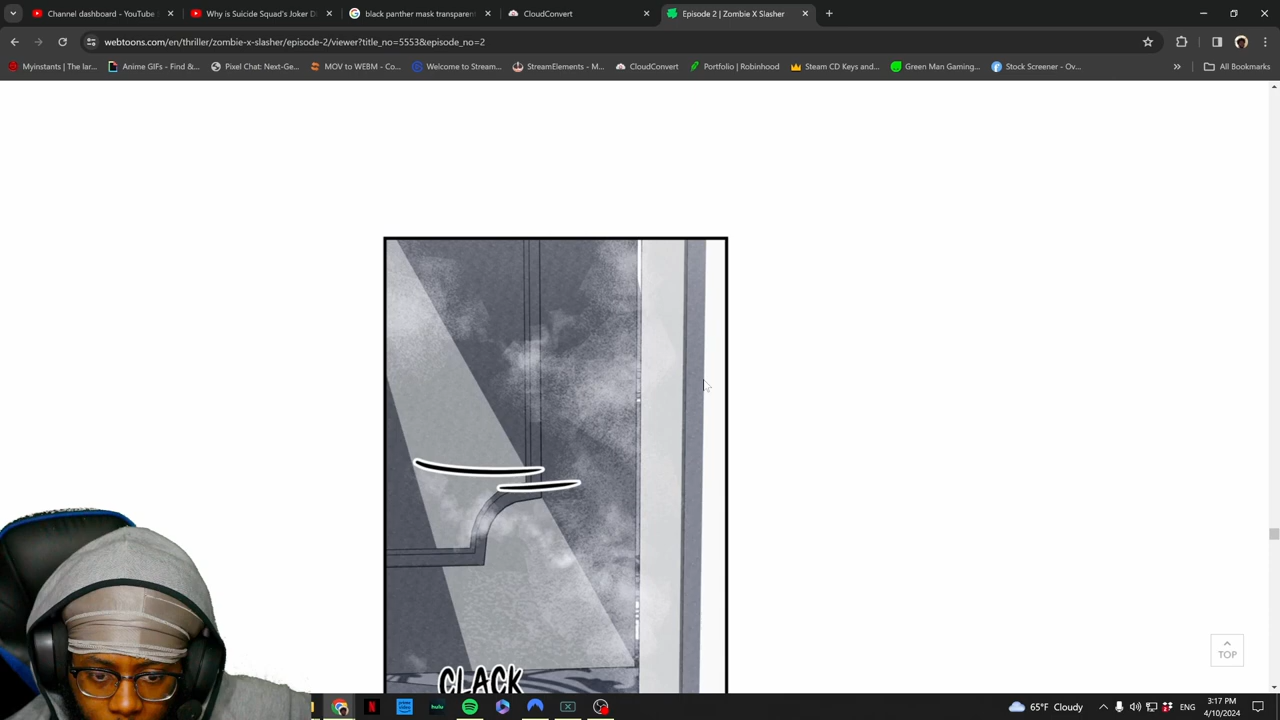 Channel dashboard - YouTube
Why is Suicide Squad's Joker D
black panther mask transparent
CloudConvert
Episode 2 | Zombie X Slasher
webtoons.com/en/thriller/zombie-x-slasher/episode-2/viewer?title_no=5553&episode_no=2
Myinstants | The lar...
Anime GIFs - Find &...
Pixel Chat: Next-Ge...
MOV to WEBM - Co...
Welcome to Stream...
StreamElements - M...
CloudConvert
Portfolio | Robinhood
Steam CD Keys and...
Green Man Gaming...
Stock Screener - Ov...
All Bookmarks
CLACK
TOP
hulu
65°F Cloudy
ENG
3:17 PM
4/10/2024